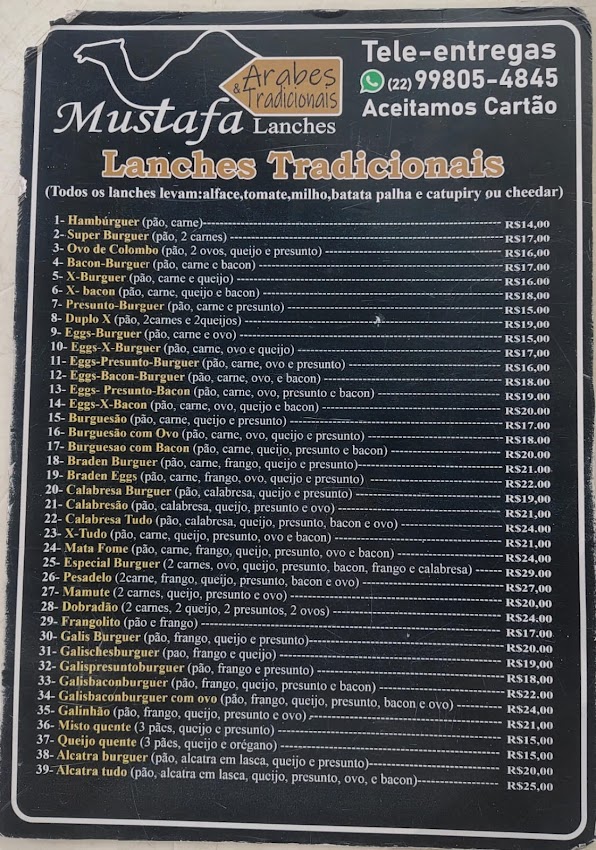 Mustafa Lanches
Arabes
& Tradicionais
Tele-entregas
(22) 99805-4845
Aceitamos Cartão
Lanches Tradicionais
(Todos os lanches levam:alface,tomate,milho,batata palha e catupiry ou cheedar)
1- Hambúrguer (pão, carne) R$14,00
2- Super Burguer (pão, 2 carnes) R$17,00
3- Ovo de Colombo (pão, 2 ovos, queijo e presunto) R$16,00
4- Bacon-Burguer (pão, carne e bacon) R$17.00
5- X-Burguer (pão, carne e queijo) R$16.00
6- X- bacon (pão, carne, queijo e bacon) R$18,00
7- Presunto-Burguer (pão, carne e presunto) R$15.00
8- Duplo X (pão, 2carnes e 2queijos) R$19,00
9- Eggs-Burguer (pão, carne e ovo) R$15,00
10- Eggs-X-Burguer (pão, carne, ovo e queijo) R$17,00
11- Eggs-Presunto-Burguer (pão, carne, ovo e presunto) R$16,00
12- Eggs-Bacon-Burguer (pão, carne, ovo, e bacon) R$18.00
13- Eggs- Presunto-Bacon (pão, carne, ovo, presunto e bacon) R$19.00
14- Eggs-X-Bacon (pão, carne, ovo, queijo e bacon) R$20.00
15- Burguesão (pão, carne, queijo e presunto) R$17.00
16- Burguesão com Ovo (pão, carne, ovo, queijo e presunto) R$18.00
17- Burguesao com Bacon (pão, carne, queijo, presunto e bacon) R$20.00
18- Braden Burguer (pão, carne, frango, queijo e presunto) R$21.00
19- Braden Eggs (pão, carne, frango, ovo, queijo e presunto) R$22.00
20- Calabresa Burguer (pão, calabresa, queijo e presunto) R$19,00
21- Calabresão (pão, calabresa, queijo, presunto e ovo) R$21,00
22- Calabresa Tudo (pão, calabresa, queijo, presunto, bacon e ovo) R$24.00
23- X-Tudo (pão, carne, queijo, presunto, ovo e bacon) R$21,00
24- Mata Fome (pão, carne, frango, queijo, presunto, ovo e bacon) R$24,00
25- Especial Burguer (2 carnes, ovo, queijo, presunto, bacon, frango e calabresa) R$29.00
26- Pesadelo (2carne, frango, queijo, presunto, bacon e ovo) R$27,00
27- Mamute (2 carnes, queijo, presunto e ovo) R$20,00
28- Dobradão (2 carnes, 2 queijo, 2 presuntos, 2 ovos) R$24.00
29- Frangolito (pão e frango) R$17.00
30- Galis Burguer (pão, frango, queijo e presunto) R$20.00
31- Galischesburguer (pao, frango e queijo) R$19,00
32- Galispresuntoburguer (pão, frango e presunto) R$18,00
33- Galisbaconburguer (pão, frango, queijo, presunto e bacon) R$22.00
34- Galisbaconburguer com ovo (pão, frango, queijo, presunto, bacon e ovo) R$24,00
35- Galinhão (pão, frango, queijo, presunto e ovo) R$21,00
36- Misto quente (3 pães, queijo e presunto) R$15,00
37- Queijo quente (3 pães, queijo e orégano) R$15.00
38- Alcatra burguer (pão, alcatra em lasca, queijo e presunto) R$20,00
39- Alcatra tudo (pão, alcatra em lasca, queijo, presunto, ovo, e bacon) R$25,00